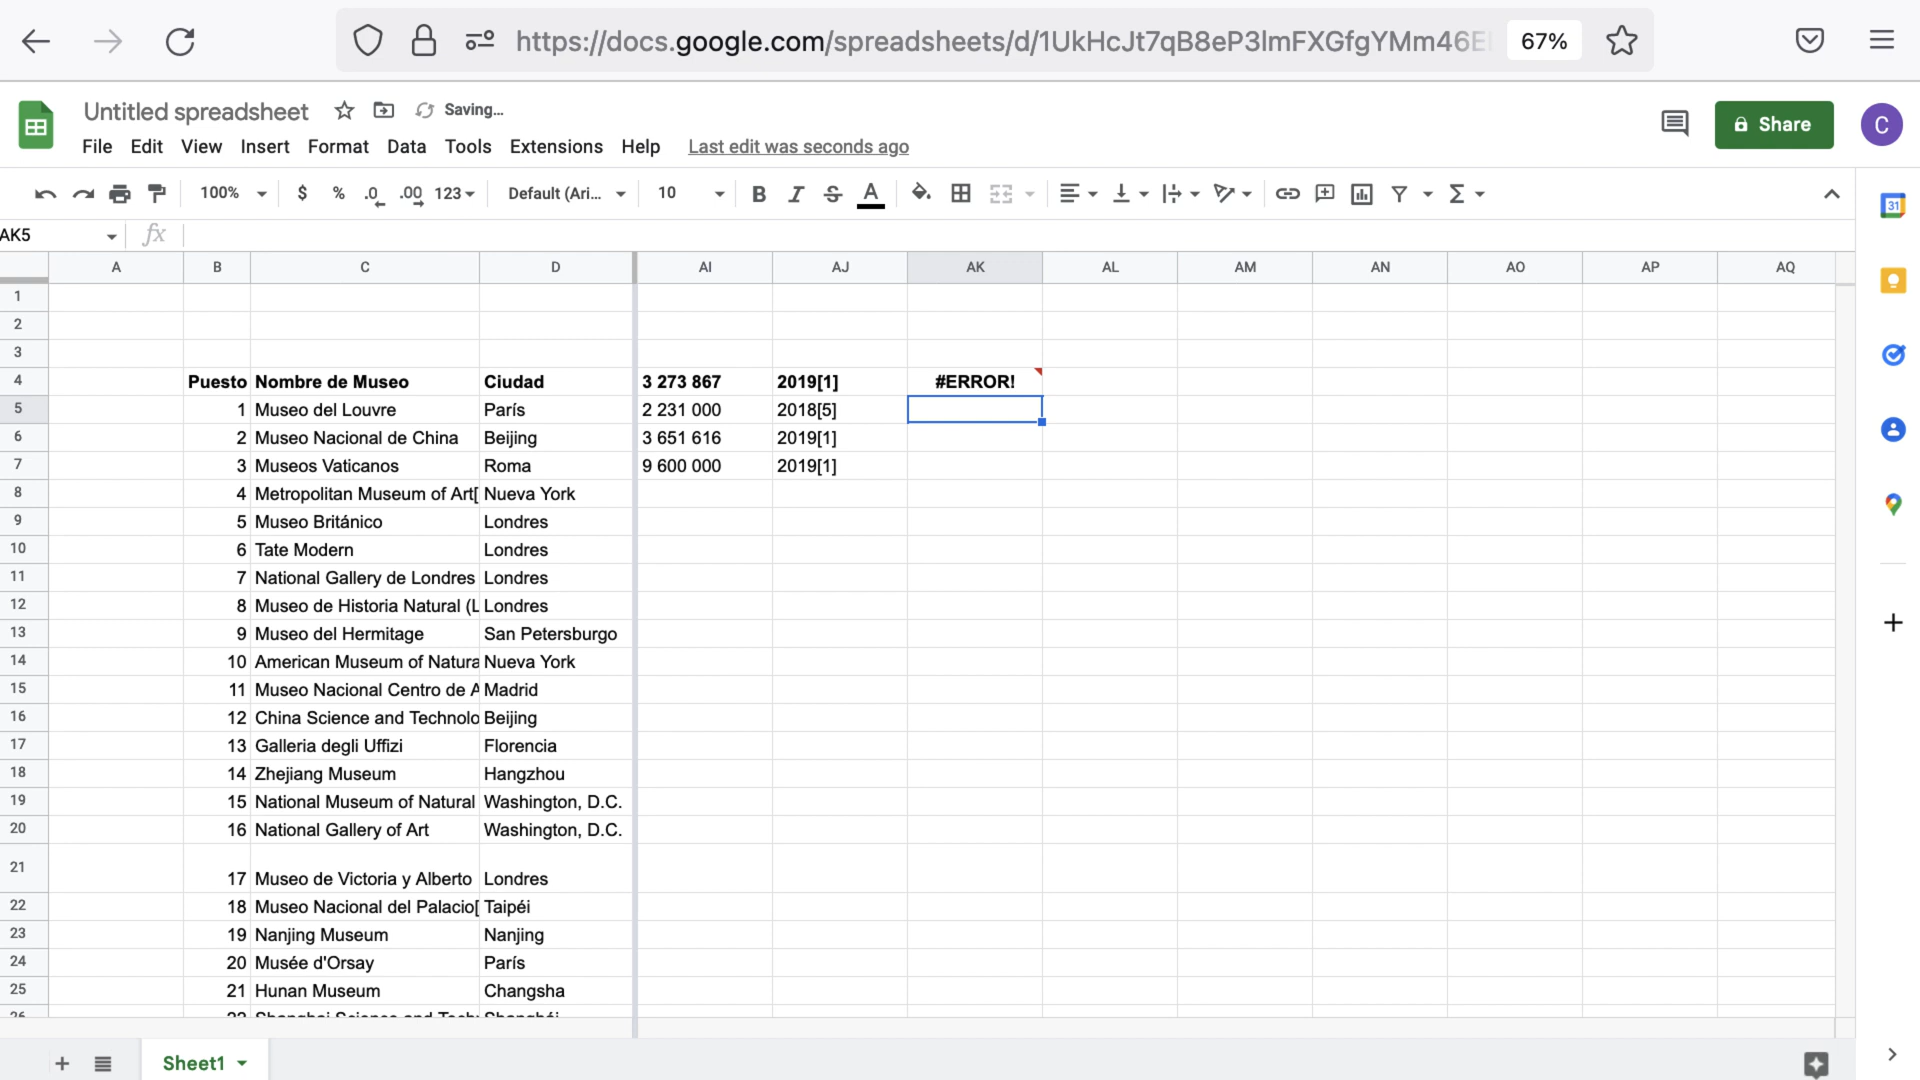 https://docs.google.com/spreadsheets/d/1UkHcJt7qB8eP3lmFXGfgYMm46E 67%
Untitled spreadsheet Saving... Share C
File Edit View Insert Format Data Tools Extensions Help Last edit was seconds ago
100% $ % .0 .00 123 Default (Ari... 10 B I S A Σ 31
AK5 fx
A B C D AI AJ AK AL AM AN AO AP AQ
1
2
3
4 Puesto Nombre de Museo Ciudad 3 273 867 2019[1] #ERROR!
5 1 Museo del Louvre París 2 231 000 2018[5]
6 2 Museo Nacional de China Beijing 3 651 616 2019[1]
7 3 Museos Vaticanos Roma 9 600 000 2019[1]
8 4 Metropolitan Museum of Art[ Nueva York
9 5 Museo Británico Londres
10 6 Tate Modern Londres
11 7 National Gallery de Londres Londres
12 8 Museo de Historia Natural (L Londres
13 9 Museo del Hermitage San Petersburgo
14 10 American Museum of Natura Nueva York
15 11 Museo Nacional Centro de A Madrid
16 12 China Science and Technolo Beijing
17 13 Galleria degli Uffizi Florencia
18 14 Zhejiang Museum Hangzhou
19 15 National Museum of Natural Washington, D.C.
20 16 National Gallery of Art Washington, D.C.
21 17 Museo de Victoria y Alberto Londres
22 18 Museo Nacional del Palacio[ Taipéi
23 19 Nanjing Museum Nanjing
24 20 Musée d'Orsay París
25 21 Hunan Museum Changsha
Sheet1